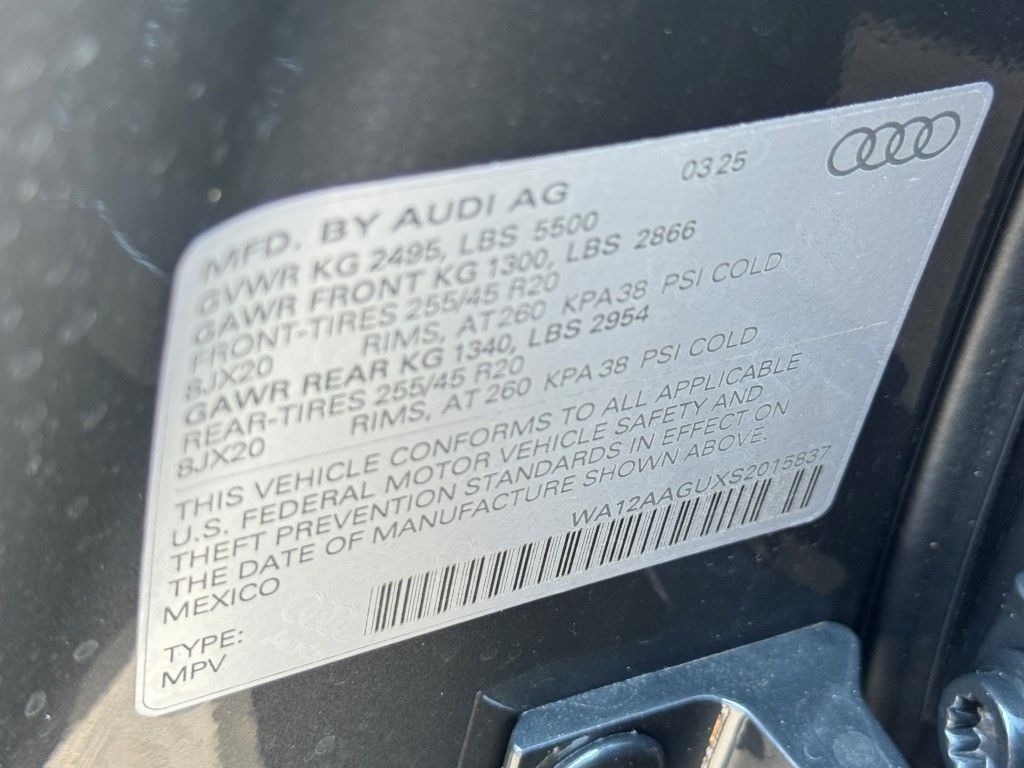 MFD. BY AUDI AG 0325
GVWR KG 2495, LBS 5500
GAWR FRONT KG 1300, LBS 2866
FRONT-TIRES 255/45 R20
8JX20 RIMS, AT 260 KPA 38 PSI COLD
GAWR REAR KG 1340, LBS 2954
REAR-TIRES 255/45 R20
8JX20 RIMS, AT 260 KPA 38 PSI COLD
THIS VEHICLE CONFORMS TO ALL APPLICABLE
U.S. FEDERAL MOTOR VEHICLE SAFETY AND
THEFT PREVENTION STANDARDS IN EFFECT ON
THE DATE OF MANUFACTURE SHOWN ABOVE.
MEXICO WA12AAGUXS2015837
TYPE:
MPV